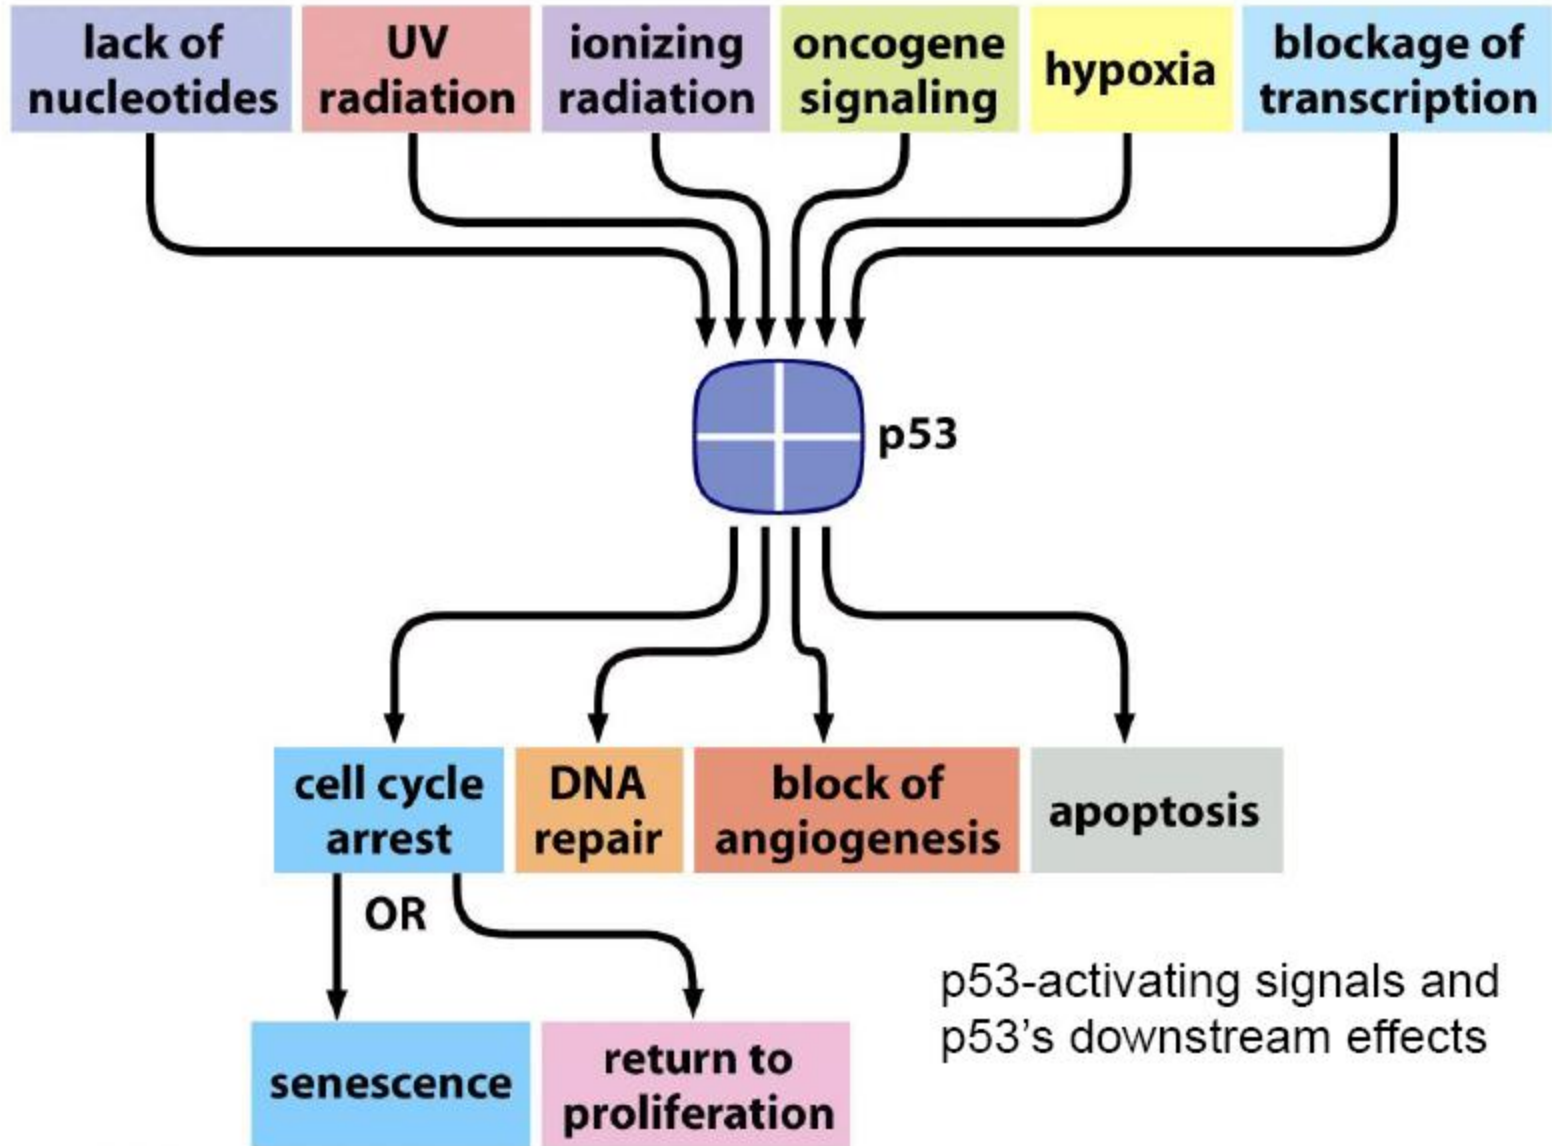 lack of
nucleotides
UV
radiation
ionizing
radiation
oncogene
signaling
hypoxia
blockage of
transcription
p53
cell cycle
arrest
DNA
repair
block of
angiogenesis
apoptosis
OR
senescence
return to
proliferation
p53-activating signals and
p53's downstream effects